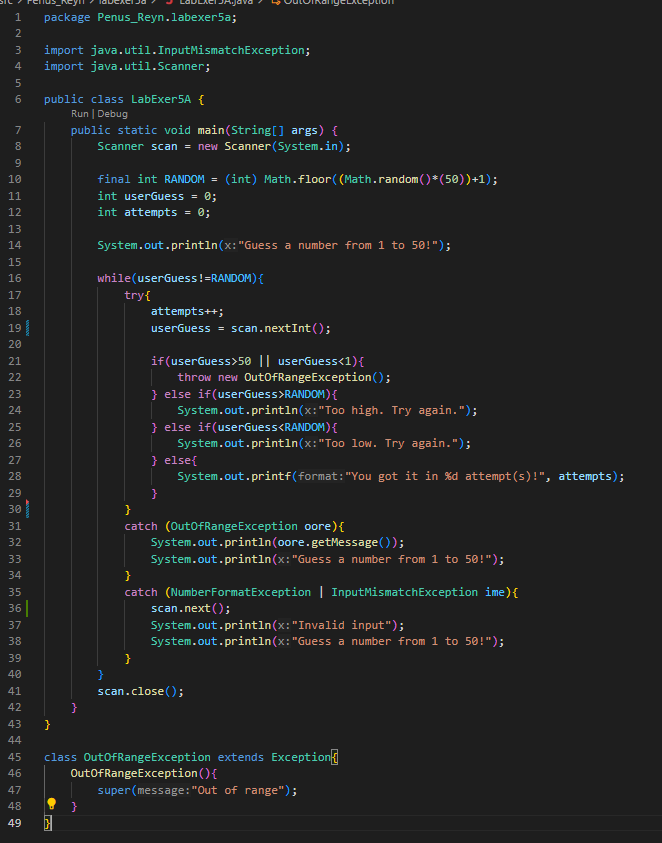 src > Penus_Reyn > labexer5a > LabExer5A.java > OutOfRangeException
1 package Penus_Reyn.labexer5a;
2
3 import java.util.InputMismatchException;
4 import java.util.Scanner;
5
6 public class LabExer5A {
Run | Debug
7 public static void main(String[] args) {
8 Scanner scan = new Scanner(System.in);
9
10 final int RANDOM = (int) Math.floor((Math.random()*(50))+1);
11 int userGuess = 0;
12 int attempts = 0;
13
14 System.out.println(x:"Guess a number from 1 to 50!");
15
16 while(userGuess!=RANDOM){
17 try{
18 attempts++;
19 userGuess = scan.nextInt();
20
21 if(userGuess>50 || userGuess<1){
22 throw new OutOfRangeException();
23 } else if(userGuess>RANDOM){
24 System.out.println(x:"Too high. Try again.");
25 } else if(userGuess<RANDOM){
26 System.out.println(x:"Too low. Try again.");
27 } else{
28 System.out.printf(format:"You got it in %d attempt(s)!", attempts);
29 }
30 }
31 catch (OutOfRangeException oore){
32 System.out.println(oore.getMessage());
33 System.out.println(x:"Guess a number from 1 to 50!");
34 }
35 catch (NumberFormatException | InputMismatchException ime){
36 scan.next();
37 System.out.println(x:"Invalid input");
38 System.out.println(x:"Guess a number from 1 to 50!");
39 }
40 }
41 scan.close();
42 }
43 }
44
45 class OutOfRangeException extends Exception{
46 OutOfRangeException(){
47 super(message:"Out of range");
48 }
49 }